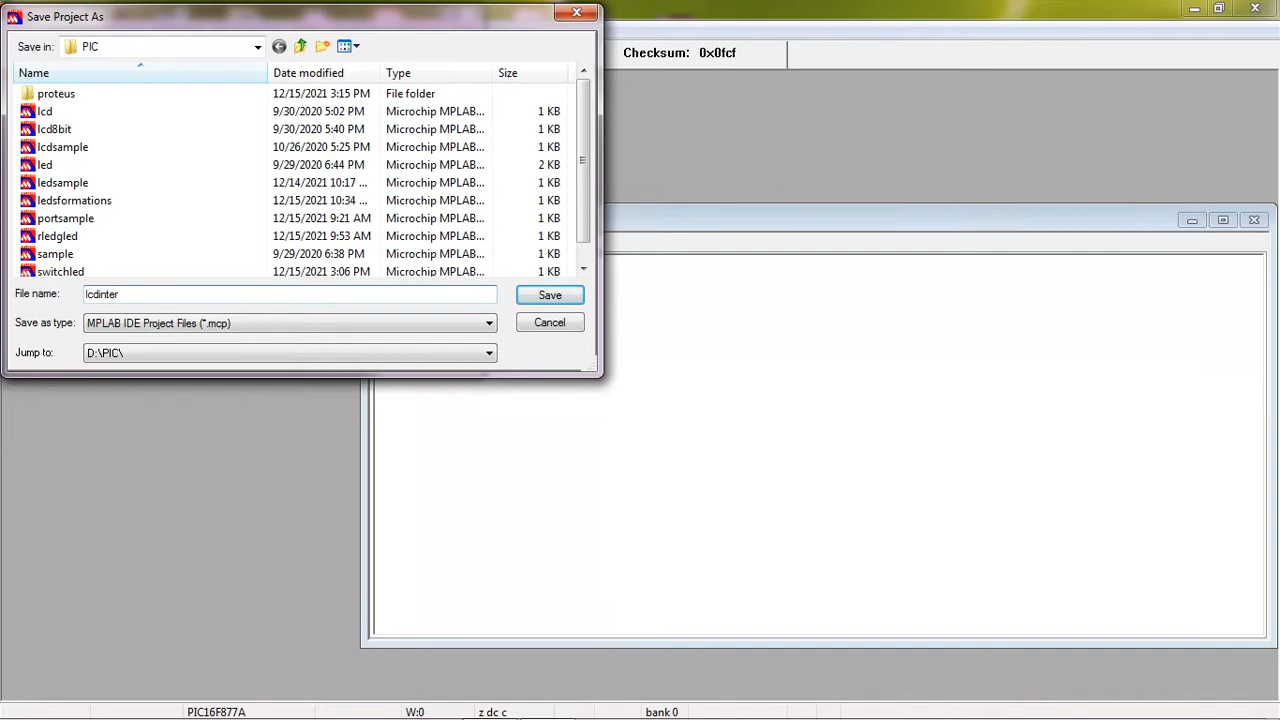 Save Project As
Checksum: 0x0fcf
Save in: PIC
Name Date modified Type Size
proteus 12/15/2021 3:15 PM File folder
lcd 9/30/2020 5:02 PM Microchip MPLAB... 1 KB
lcd8bit 9/30/2020 5:40 PM Microchip MPLAB... 1 KB
lcdsample 10/26/2020 5:25 PM Microchip MPLAB... 1 KB
led 9/29/2020 6:44 PM Microchip MPLAB... 2 KB
ledsample 12/14/2021 10:17 ... Microchip MPLAB... 1 KB
ledsformations 12/15/2021 10:34 ... Microchip MPLAB... 1 KB
portsample 12/15/2021 9:21 AM Microchip MPLAB... 1 KB
rledgled 12/15/2021 9:53 AM Microchip MPLAB... 1 KB
sample 9/29/2020 6:38 PM Microchip MPLAB... 1 KB
switchled 12/15/2021 3:06 PM Microchip MPLAB... 1 KB
File name: lcdinter Save
Save as type: MPLAB IDE Project Files (*.mcp) Cancel
Jump to: D:\PIC\
PIC16F877A W:0 z dc c bank 0